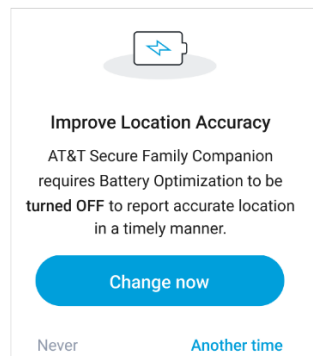 Improve Location Accuracy
AT&T Secure Family Companion
requires Battery Optimization to be
turned OFF to report accurate location
in a timely manner.
Change now
Never
Another time